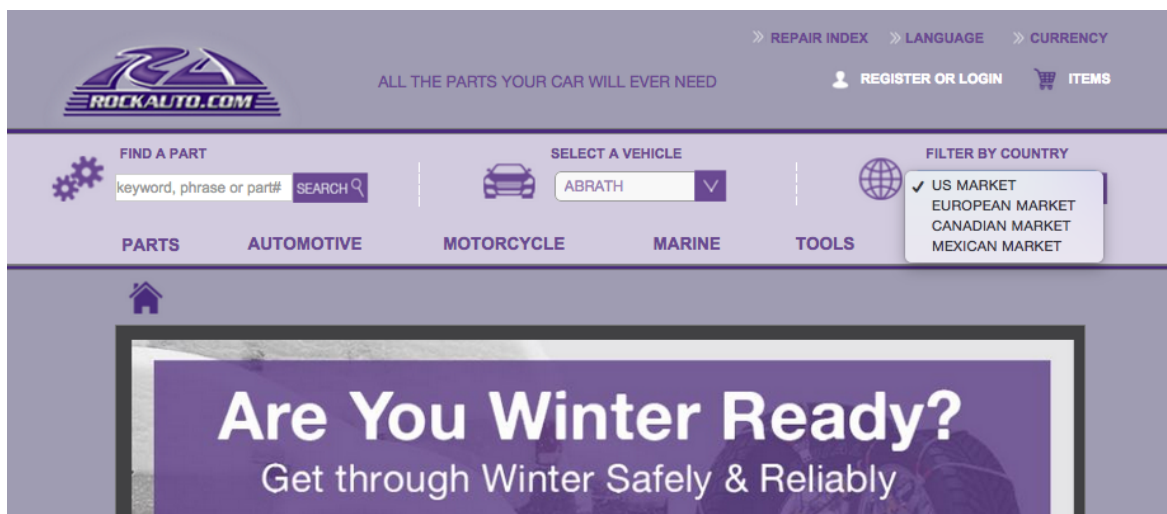 REPAIR INDEX LANGUAGE CURRENCY
RA
ROCKAUTO.COM
ALL THE PARTS YOUR CAR WILL EVER NEED
REGISTER OR LOGIN ITEMS
FIND A PART
keyword, phrase or part# SEARCH
SELECT A VEHICLE
ABRATH
FILTER BY COUNTRY
✓ US MARKET
EUROPEAN MARKET
CANADIAN MARKET
MEXICAN MARKET
PARTS AUTOMOTIVE MOTORCYCLE MARINE TOOLS
Are You Winter Ready?
Get through Winter Safely & Reliably